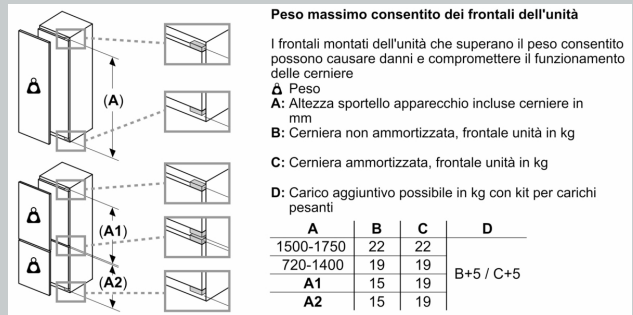 (A)
(A1)
(A2)
Peso massimo consentito dei frontali dell'unità
I frontali montati dell'unità che superano il peso consentito
possono causare danni e compromettere il funzionamento
delle cerniere
Peso
A: Altezza sportello apparecchio incluse cerniere in
mm
B: Cerniera non ammortizzata, frontale unità in kg
C: Cerniera ammortizzata, frontale unità in kg
D: Carico aggiuntivo possibile in kg con kit per carichi
pesanti
A B C D
1500-1750 22 22
720-1400 19 19
B+5 / C+5
A1 15 19
A2 15 19